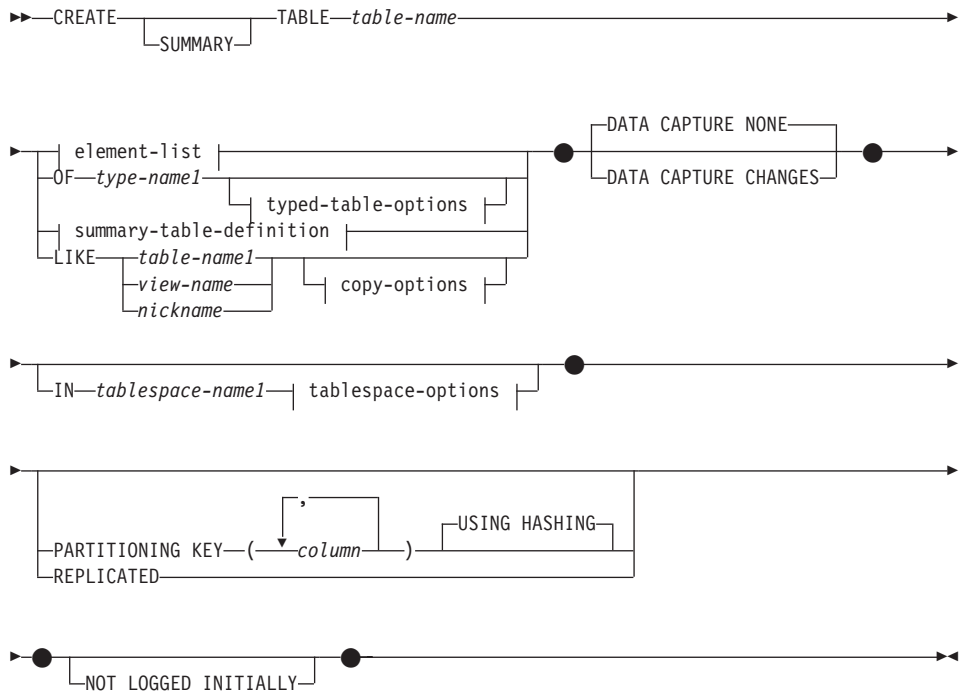 CREATE TABLE table-name
SUMMARY
element-list
OF type-name1
typed-table-options
summary-table-definition
LIKE table-name1
view-name
nickname
copy-options
DATA CAPTURE NONE
DATA CAPTURE CHANGES
IN tablespace-name1 tablespace-options
,
PARTITIONING KEY ( column )
USING HASHING
REPLICATED
NOT LOGGED INITIALLY